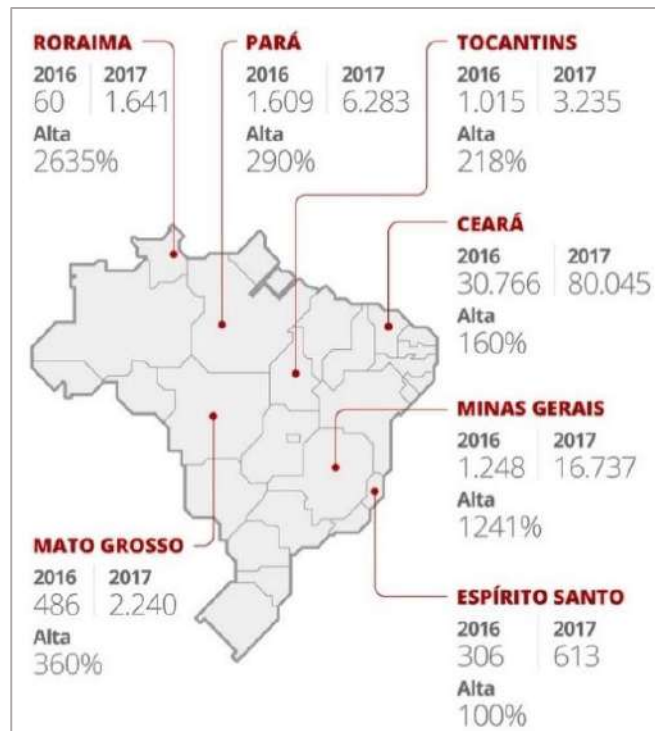 RORAIMA
2016 2017
60 1.641
Alta
2635%
PARÁ
2016 2017
1.609 6.283
Alta
290%
TOCANTINS
2016 2017
1.015 3.235
Alta
218%
CEARÁ
2016 2017
30.766 80.045
Alta
160%
MINAS GERAIS
2016 2017
1.248 16.737
Alta
1241%
MATO GROSSO
2016 2017
486 2.240
Alta
360%
ESPÍRITO SANTO
2016 2017
306 613
Alta
100%